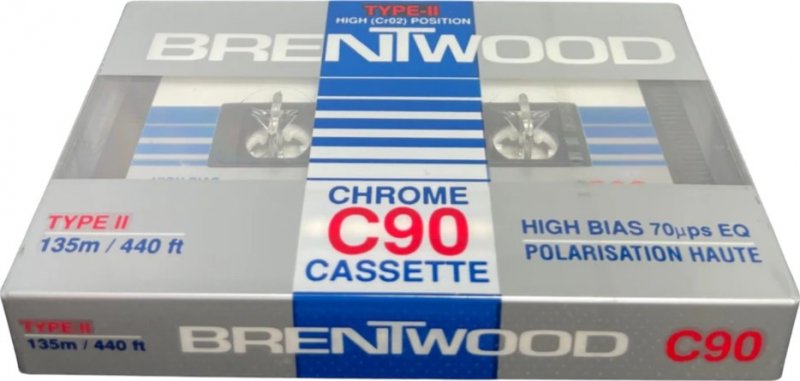 TYPE-II
HIGH (CrO2) POSITION
BRENTWOOD
CHROME
C90
CASSETTE
TYPE II
135m / 440 ft
HIGH BIAS 70µps EQ
POLARISATION HAUTE
TYPE II
135m / 440 ft
BRENTWOOD
C90